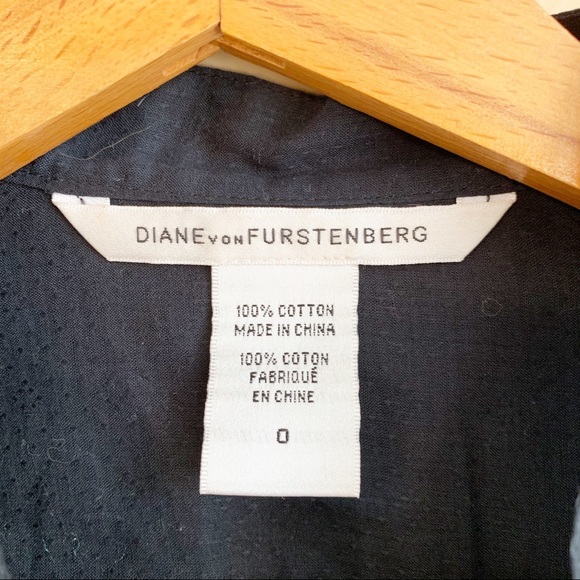 DIANE VON FURSTENBERG
100% COTTON
MADE IN CHINA
100% COTON
FABRIQUÉ
EN CHINE
0